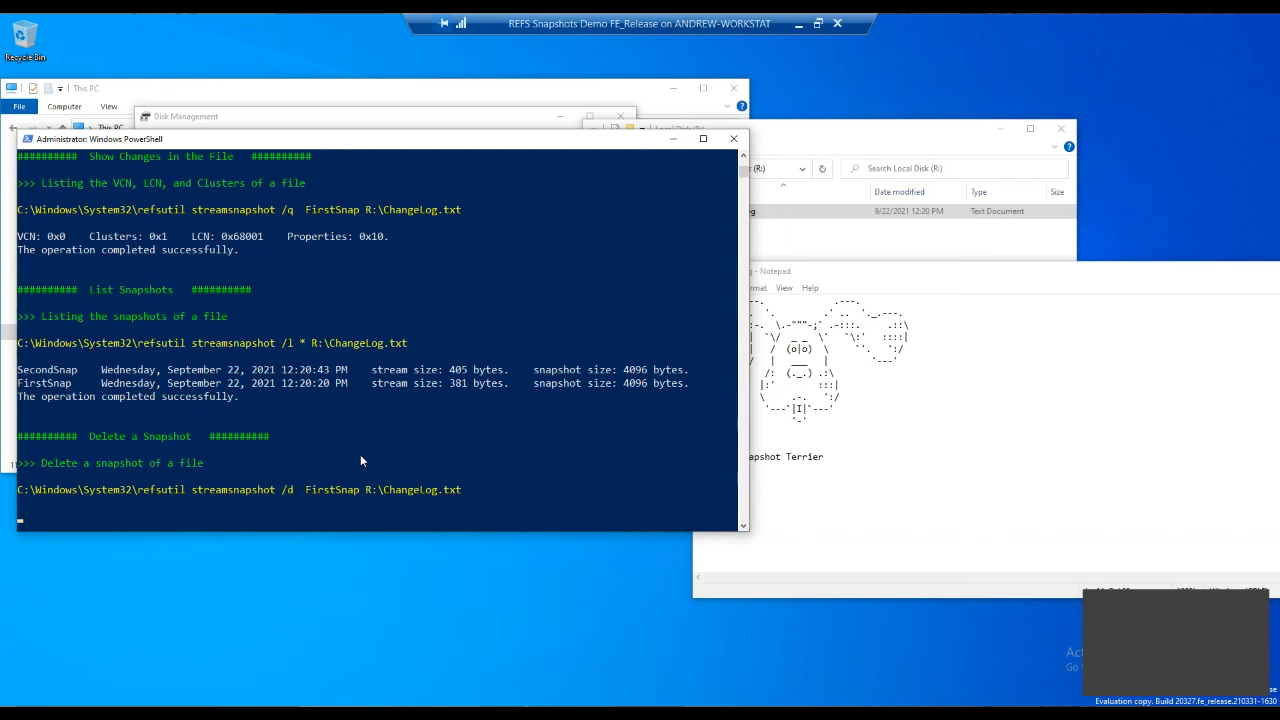 REFS Snapshots Demo FE_Release on ANDREW-WORKSTAT
Recycle Bin
This PC
File Computer View
This PC
Disk Management
Local Disk (R:)
Administrator: Windows PowerShell
########## Show Changes in the File ##########
>>> Listing the VCN, LCN, and Clusters of a file
C:\Windows\System32\refsutil streamsnapshot /q  FirstSnap R:\ChangeLog.txt
VCN: 0x0    Clusters: 0x1    LCN: 0x68001    Properties: 0x10.
The operation completed successfully.
########## List Snapshots ##########
>>> Listing the snapshots of a file
C:\Windows\System32\refsutil streamsnapshot /l * R:\ChangeLog.txt
SecondSnap    Wednesday, September 22, 2021 12:20:43 PM    stream size: 405 bytes.    snapshot size: 4096 bytes.
FirstSnap    Wednesday, September 22, 2021 12:20:20 PM    stream size: 381 bytes.    snapshot size: 4096 bytes.
The operation completed successfully.
########## Delete a Snapshot ##########
>>> Delete a snapshot of a file
C:\Windows\System32\refsutil streamsnapshot /d  FirstSnap R:\ChangeLog.txt
(R:)
Search Local Disk (R:)
Date modified Type Size
9/22/2021 12:20 PM Text Document
- Notepad
View Help
Terrier
Evaluation copy. Build 20327.fe_release.210331-1630